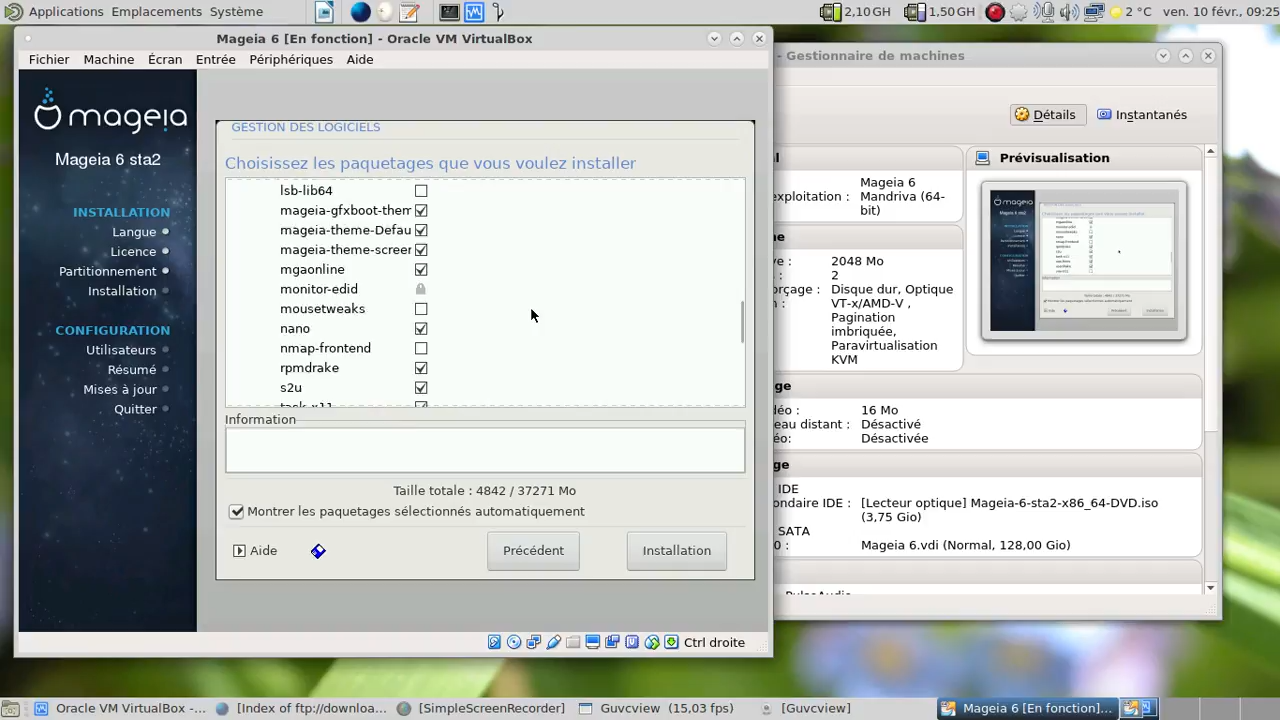 Applications Emplacements Système 2,10 GH 1,50 GH 2 °C ven. 10 févr., 09:25
Mageia 6 [En fonction] - Oracle VM VirtualBox
Fichier Machine Écran Entrée Périphériques Aide
mageia
Mageia 6 sta2
INSTALLATION
Langue
Licence
Partitionnement
Installation
CONFIGURATION
Utilisateurs
Résumé
Mises à jour
Quitter
GESTION DES LOGICIELS
Choisissez les paquetages que vous voulez installer
lsb-lib64
mageia-gfxboot-them
mageia-theme-Defau
mageia-theme-screer
mgaonline
monitor-edid
mousetweaks
nano
nmap-frontend
rpmdrake
s2u
task-x11
Information
Taille totale : 4842 / 37271 Mo
Montrer les paquetages sélectionnés automatiquement
Aide Précédent Installation
Ctrl droite
- Gestionnaire de machines
Détails Instantanés
Prévisualisation
Mageia 6
exploitation : Mandriva (64-
bit)
2048 Mo
2
Disque dur, Optique
VT-x/AMD-V ,
Pagination
imbriquée,
Paravirtualisation
KVM
16 Mo
eau distant : Désactivé
Désactivée
IDE
ondaire IDE : [Lecteur optique] Mageia-6-sta2-x86_64-DVD.iso
(3,75 Gio)
SATA
0 : Mageia 6.vdi (Normal, 128,00 Gio)
PulseAudio
Oracle VM VirtualBox -... [Index of ftp://downloa... [SimpleScreenRecorder] Guvcview (15,03 fps) [Guvcview] Mageia 6 [En fonction]...